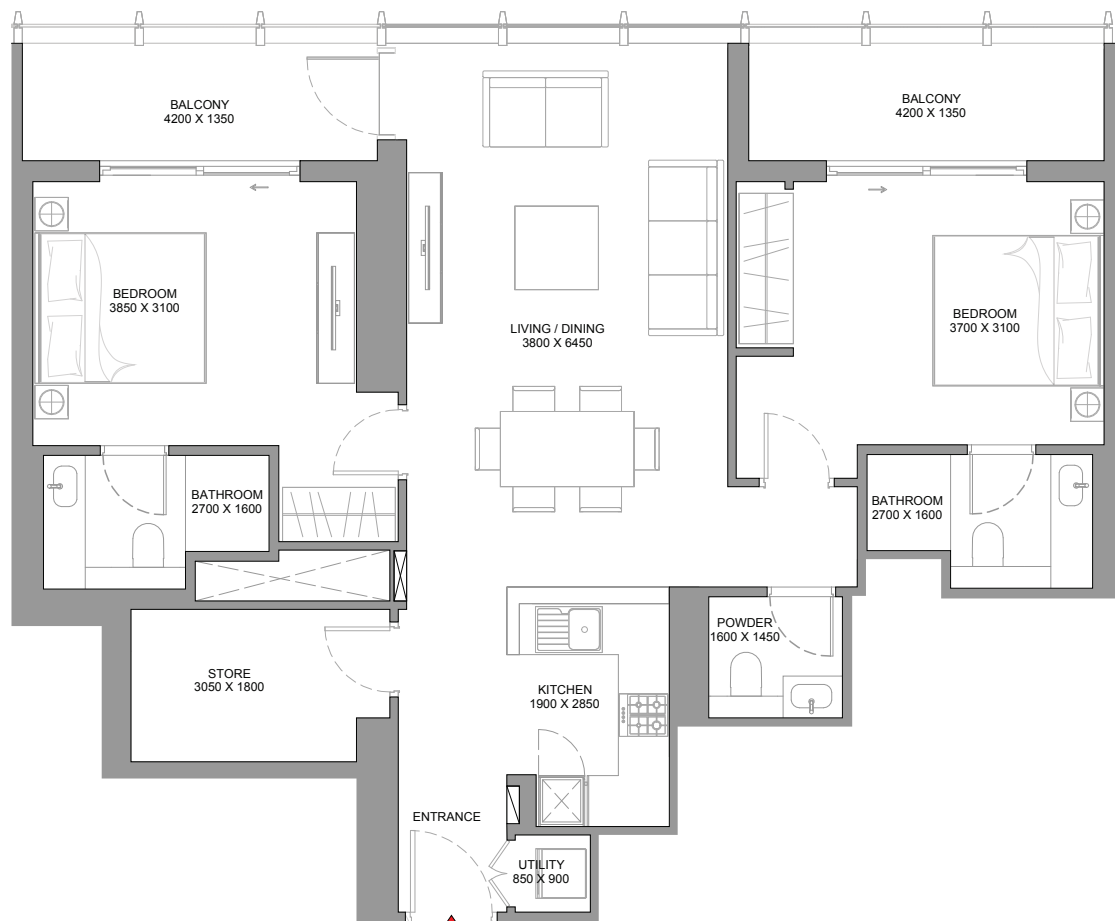 BALCONY
4200 X 1350
BALCONY
4200 X 1350
BEDROOM
3850 X 3100
LIVING / DINING
3800 X 6450
BEDROOM
3700 X 3100
BATHROOM
2700 X 1600
BATHROOM
2700 X 1600
STORE
3050 X 1800
KITCHEN
1900 X 2850
POWDER
1600 X 1450
ENTRANCE
UTILITY
850 X 900